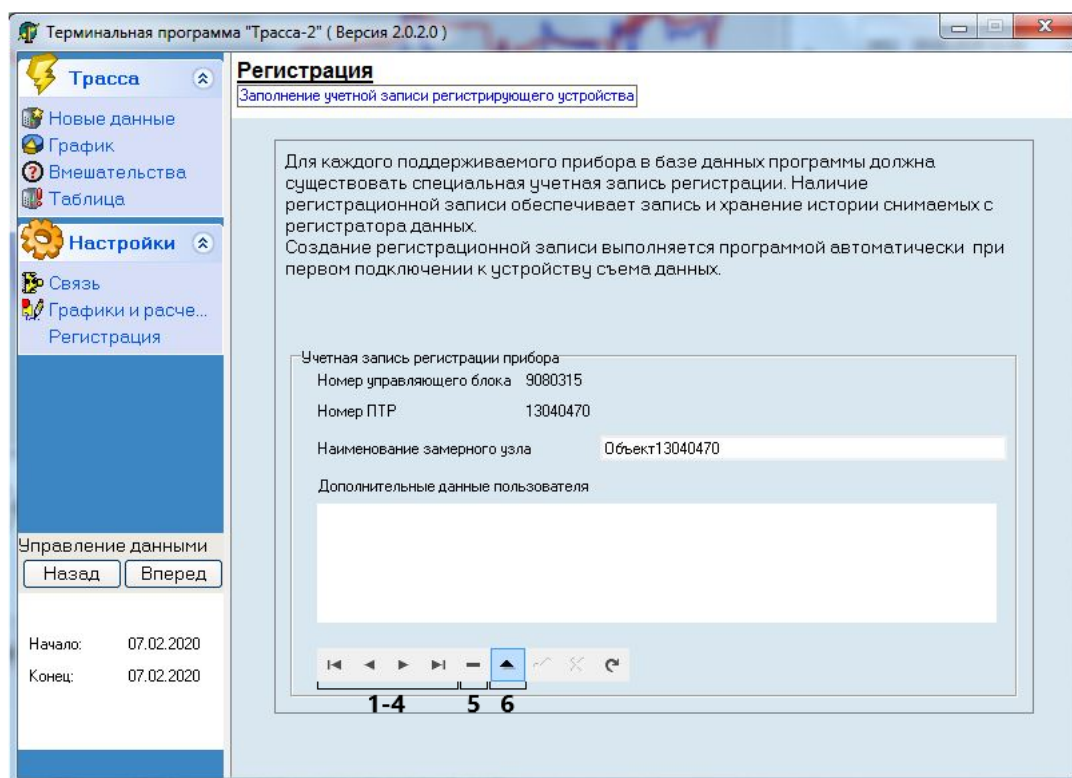 Терминальная программа "Трасса-2" ( Версия 2.0.2.0 )
Трасса
Новые данные
График
Вмешательства
Таблица
Настройки
Связь
Графики и расче...
Регистрация
Управление данными
Назад
Вперед
Начало: 07.02.2020
Конец: 07.02.2020
Регистрация
Заполнение учетной записи регистрирующего устройства
Для каждого поддерживаемого прибора в базе данных программы должна
существовать специальная учетная запись регистрации. Наличие
регистрационной записи обеспечивает запись и хранение истории снимаемых с
регистратора данных.
Создание регистрационной записи выполняется программой автоматически при
первом подключении к устройству съема данных.
Учетная запись регистрации прибора
Номер управляющего блока 9080315
Номер ПТР 13040470
Наименование замерного узла Объект13040470
Дополнительные данные пользователя
1-4 5 6